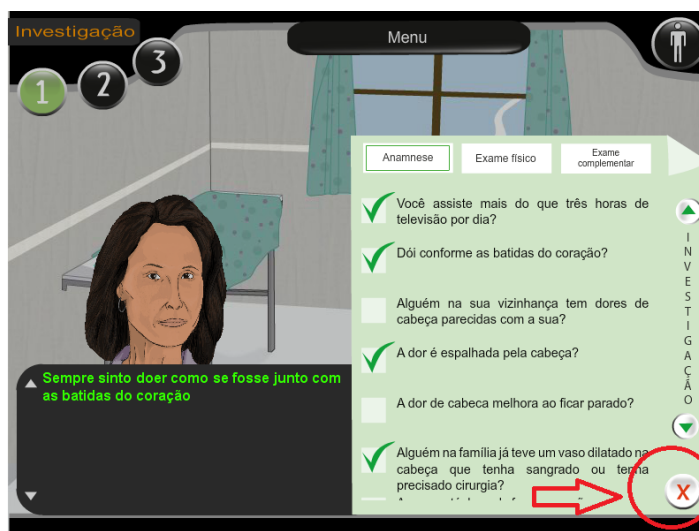 Investigação
Menu
1
2
3
Anamnese
Exame físico
Exame
complementar
Você assiste mais do que três horas de
televisão por dia?
Dói conforme as batidas do coração?
Alguém na sua vizinhança tem dores de
cabeça parecidas com a sua?
A dor é espalhada pela cabeça?
A dor de cabeca melhora ao ficar parado?
Alguém na família já teve um vaso dilatado na
cabeça que tenha sangrado ou tenha
precisado cirurgia?
INVESTIGAÇÃO
X
Sempre sinto doer como se fosse junto com
as batidas do coração